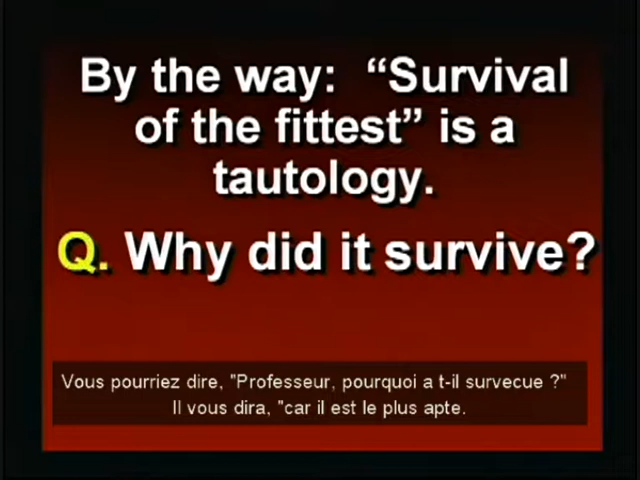 By the way: “Survival
of the fittest” is a
tautology.
Q. Why did it survive?
Vous pourriez dire, "Professeur, pourquoi a t-il survecue ?"
Il vous dira, "car il est le plus apte.